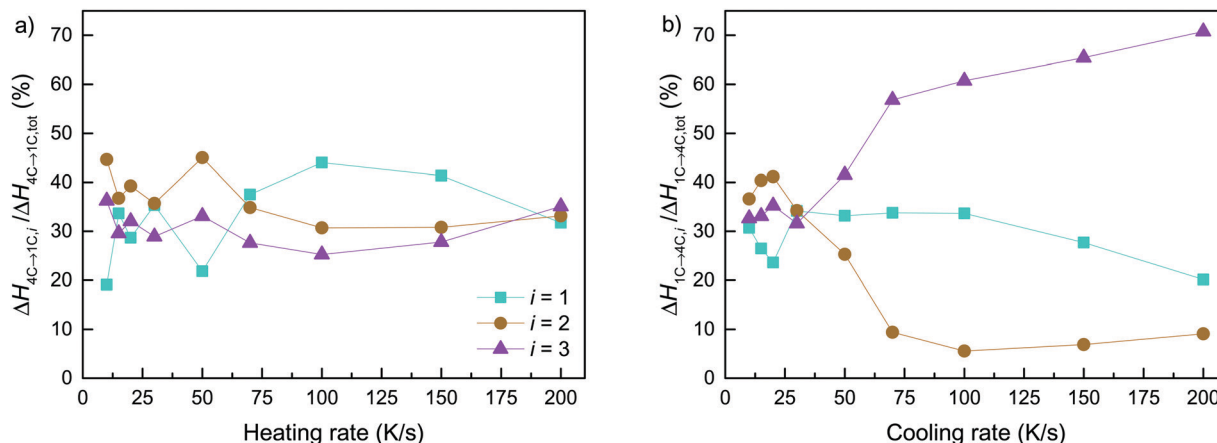 a)
ΔH4C→1C,i /ΔH4C→1C,tot (%)
70
60
50
40
30
20
10
0
0 25 50 75 100 125 150 175 200
Heating rate (K/s)
i = 1
i = 2
i = 3
b)
ΔH1C→4C,i /ΔH1C→4C,tot (%)
70
60
50
40
30
20
10
0
0 25 50 75 100 125 150 175 200
Cooling rate (K/s)